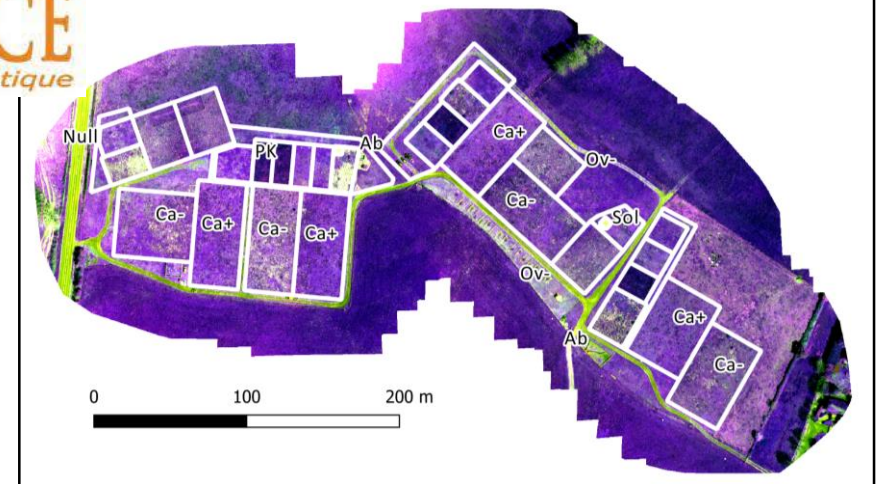 CE
tique
Null
PK
Ab
Ca+
Ov-
Ca-
Ca+
Ca-
Ca+
Ca-
Sol
Ov-
Ab
Ca+
Ca-
0 100 200 m